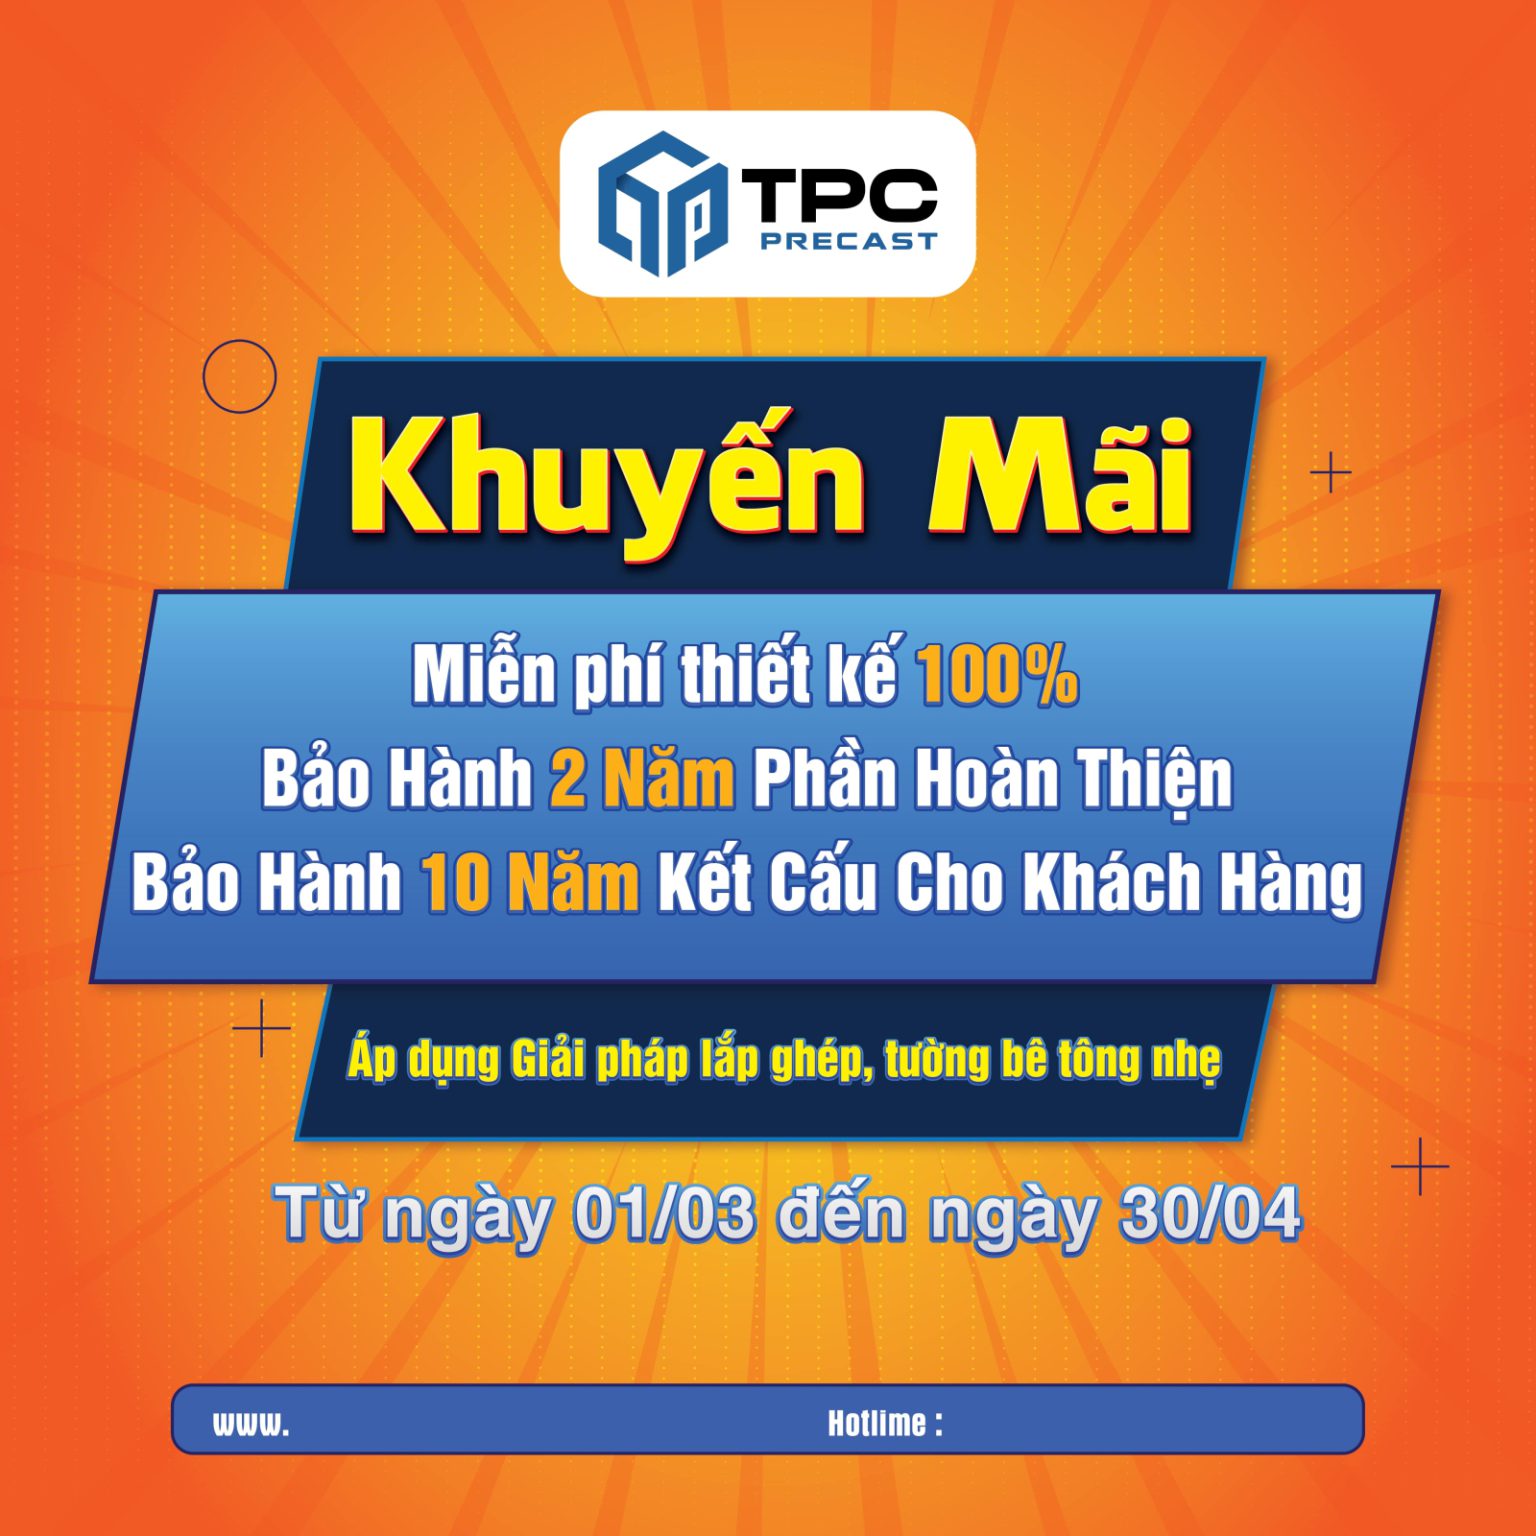 TPC
PRECAST
Khuyến Mãi
Miễn phí thiết kế 100%
Bảo Hành 2 Năm Phần Hoàn Thiện
Bảo Hành 10 Năm Kết Cấu Cho Khách Hàng
Áp dụng Giải pháp lắp ghép, tường bê tông nhẹ
Từ ngày 01/03 đến ngày 30/04
www. Hotlime :